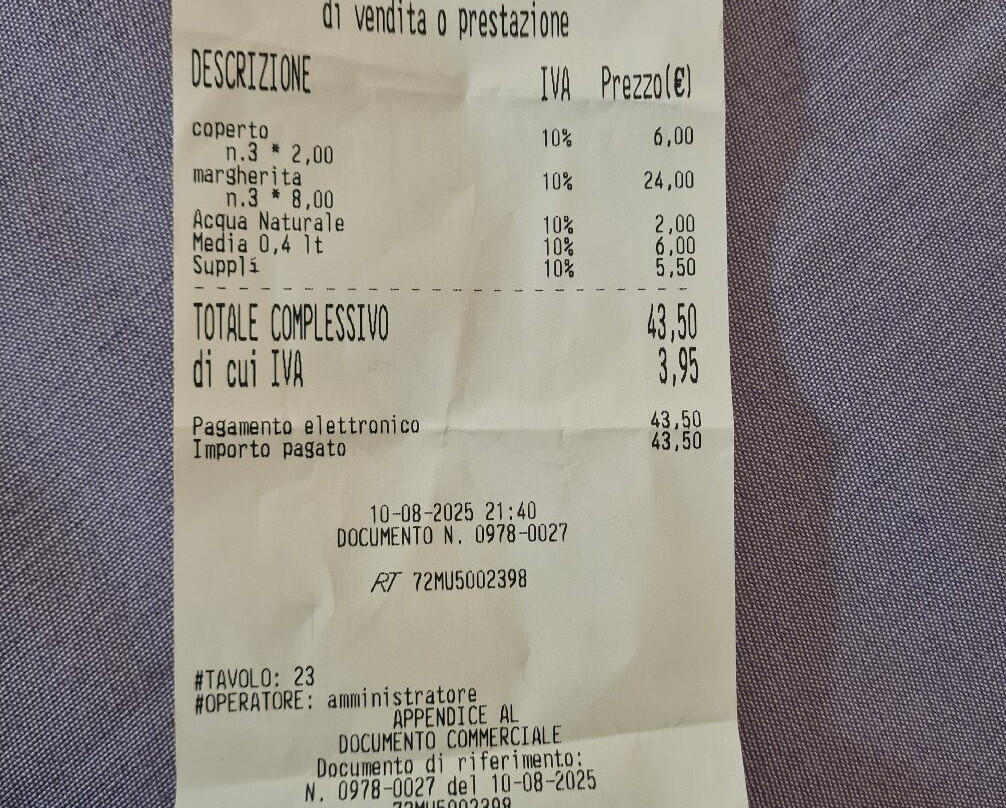 di vendita o prestazione
DESCRIZIONE IVA Prezzo(€)
coperto 10% 6,00
n.3 * 2,00
margherita 10% 24,00
n.3 * 8,00
Acqua Naturale 10% 2,00
Media 0,4 lt 10% 6,00
Supplì 10% 5,50
TOTALE COMPLESSIVO 43,50
di cui IVA 3,95
Pagamento elettronico 43,50
Importo pagato 43,50
10-08-2025 21:40
DOCUMENTO N. 0978-0027
RT 72MU5002398
#TAVOLO: 23
#OPERATORE: amministratore
APPENDICE AL
DOCUMENTO COMMERCIALE
Documento di riferimento:
N. 0978-0027 del 10-08-2025
72MU5002398